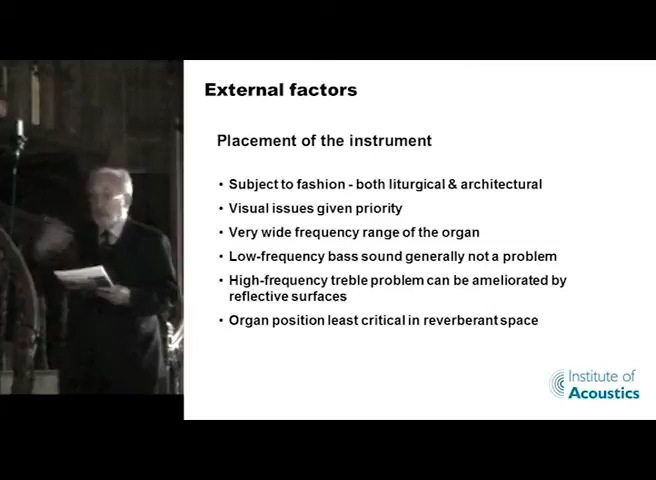 External factors
Placement of the instrument
• Subject to fashion - both liturgical & architectural
• Visual issues given priority
• Very wide frequency range of the organ
• Low-frequency bass sound generally not a problem
• High-frequency treble problem can be ameliorated by
reflective surfaces
• Organ position least critical in reverberant space
Institute of
Acoustics